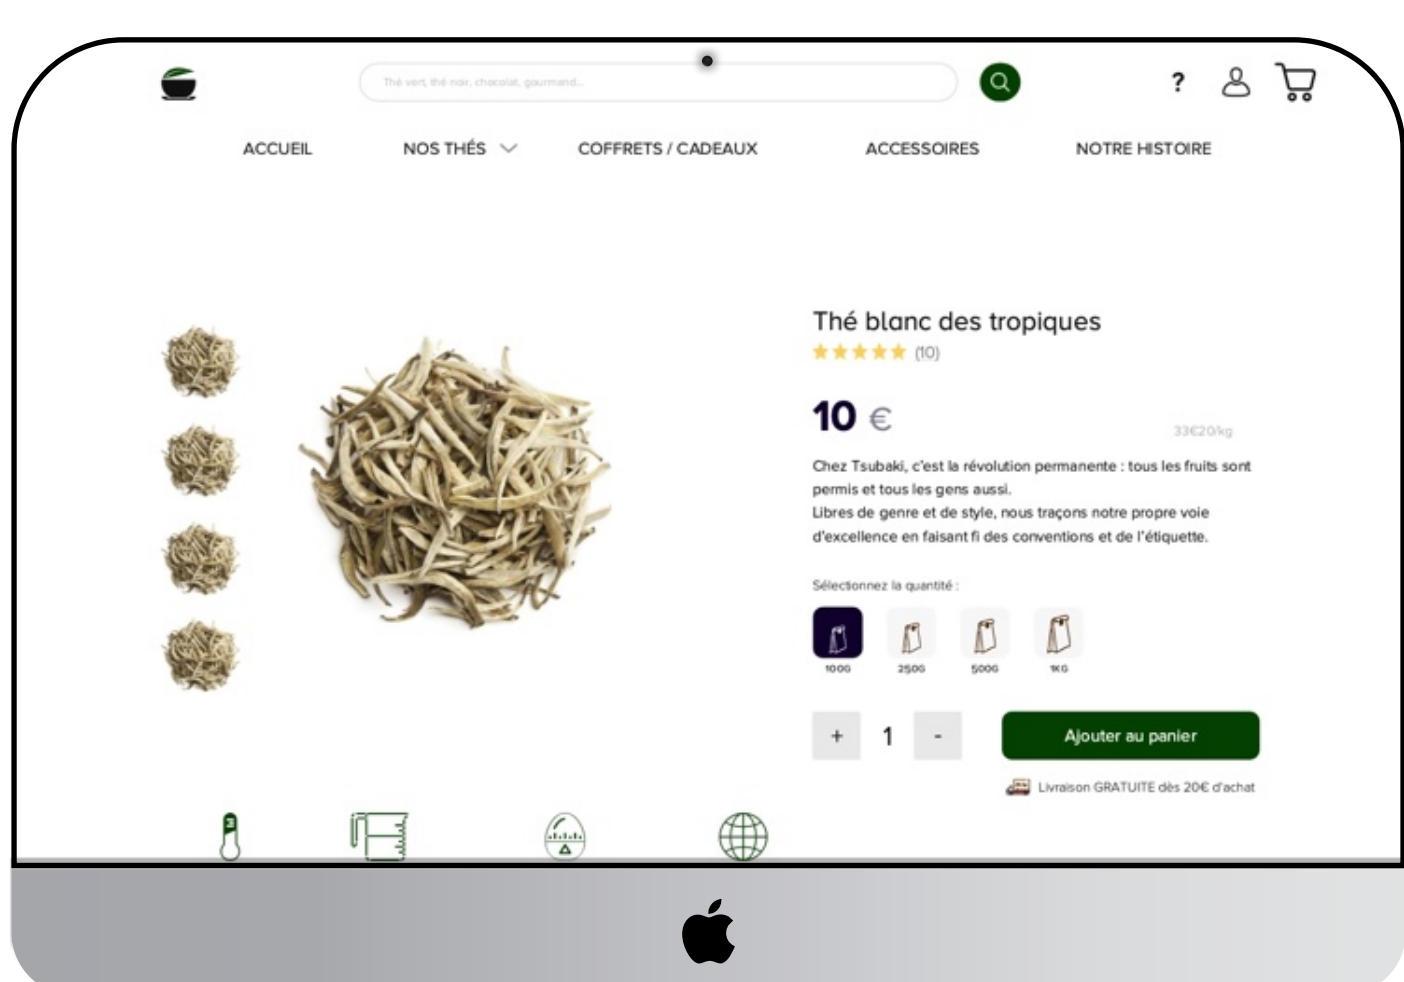 Thé vert, thé noir, chocolat, gourmand...
?
ACCUEIL
NOS THÉS
COFFRETS / CADEAUX
ACCESSOIRES
NOTRE HISTOIRE
Thé blanc des tropiques
(10)
10 €
33€20/kg
Chez Tsubaki, c'est la révolution permanente : tous les fruits sont
permis et tous les gens aussi.
Libres de genre et de style, nous traçons notre propre voie
d'excellence en faisant fi des conventions et de l'étiquette.
Sélectionnez la quantité :
100G
250G
500G
1KG
+ 1 -
Ajouter au panier
Livraison GRATUITE dès 20€ d'achat